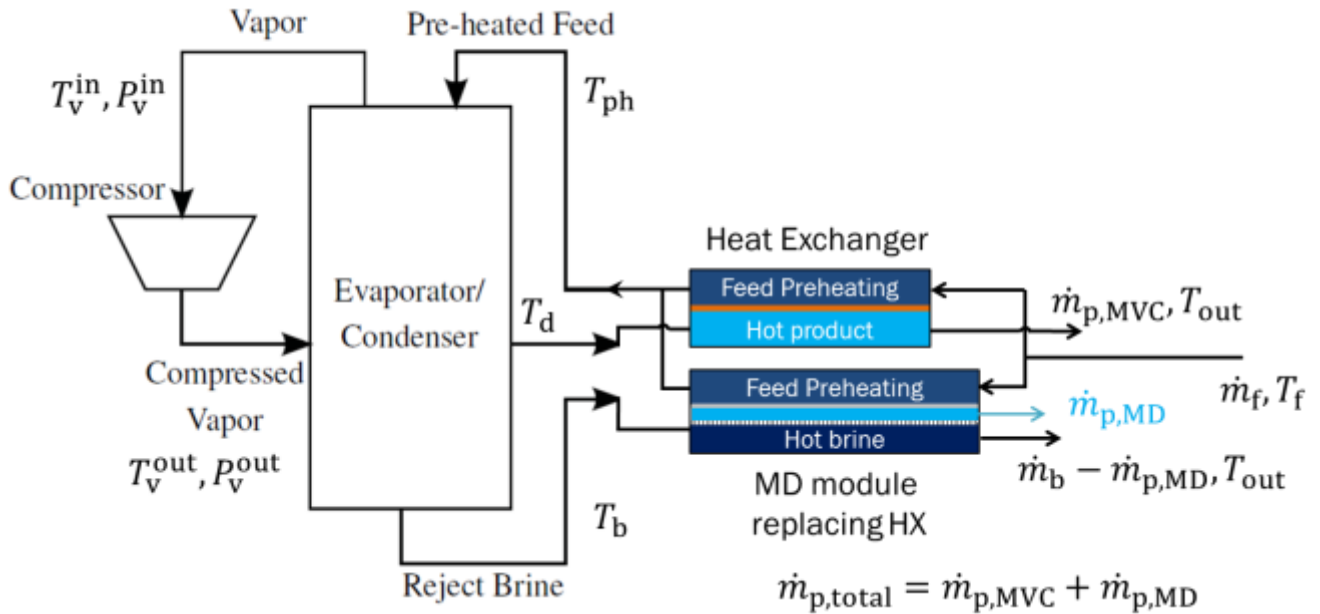 Vapor
Pre-heated Feed
T_v^in, P_v^in
T_ph
Compressor
Heat Exchanger
Evaporator/
Condenser
T_d
Feed Preheating
Hot product
ṁ_p,MVC, T_out
Compressed
Vapor
T_v^out, P_v^out
Feed Preheating
Hot brine
ṁ_f, T_f
ṁ_p,MD
ṁ_b − ṁ_p,MD, T_out
MD module
replacing HX
T_b
Reject Brine
ṁ_p,total = ṁ_p,MVC + ṁ_p,MD